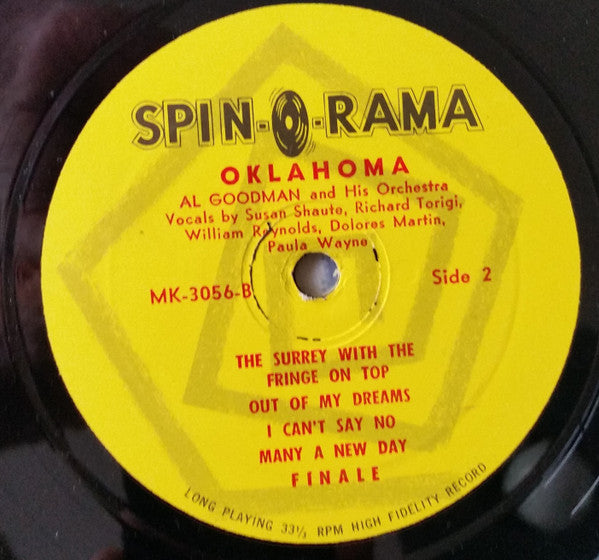 SPIN-O-RAMA
OKLAHOMA
AL GOODMAN and His Orchestra
Vocals by Susan Shaute, Richard Torigi,
William Reynolds, Dolores Martin,
Paula Wayne
MK-3056-B
Side 2
THE SURREY WITH THE
FRINGE ON TOP
OUT OF MY DREAMS
I CAN'T SAY NO
MANY A NEW DAY
FINALE
LONG PLAYING 33⅓ RPM HIGH FIDELITY RECORD